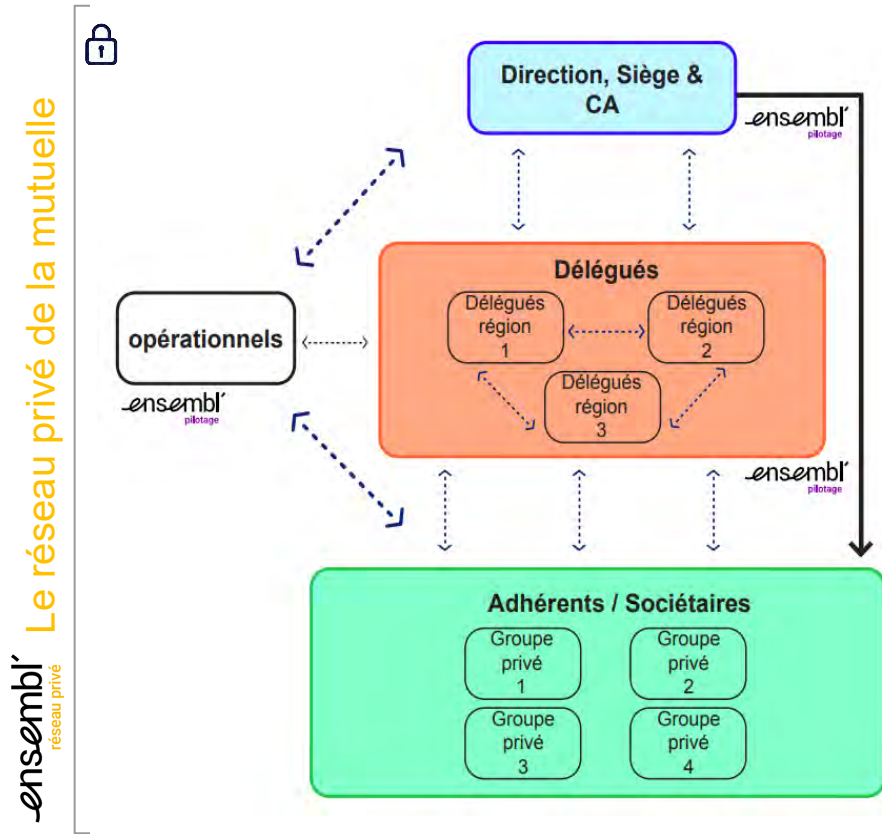 Le réseau privé de la mutuelle
ensembl'
réseau privé
Direction, Siège &
CA
ensembl'
pilotage
Délégués
Délégués
région
1
Délégués
région
2
Délégués
région
3
opérationnels
ensembl'
pilotage
ensembl'
pilotage
Adhérents / Sociétaires
Groupe
privé
1
Groupe
privé
2
Groupe
privé
3
Groupe
privé
4